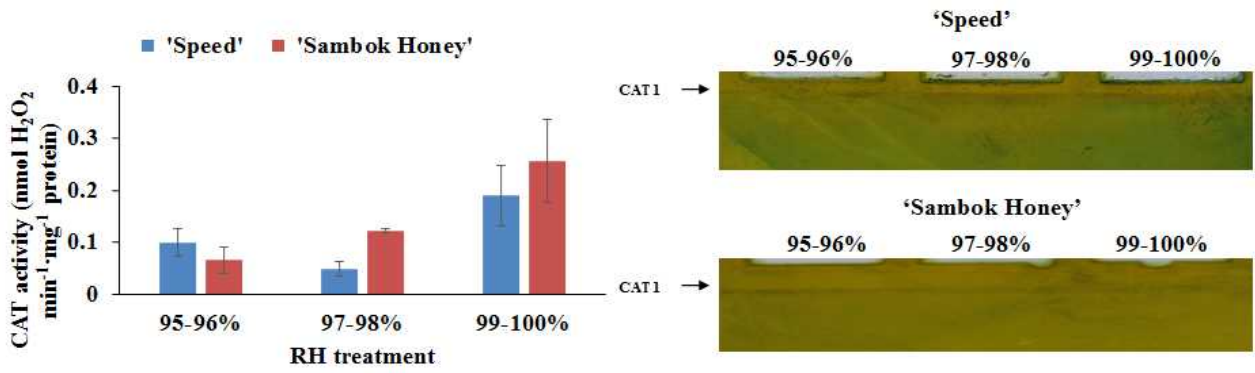 'Speed' 'Sambok Honey'
CAT activity (nmol H₂O₂
min⁻¹·mg⁻¹ protein)
0.4
0.3
0.2
0.1
0
95-96% 97-98% 99-100%
RH treatment
‘Speed’
95-96% 97-98% 99-100%
CAT1
‘Sambok Honey’
95-96% 97-98% 99-100%
CAT1